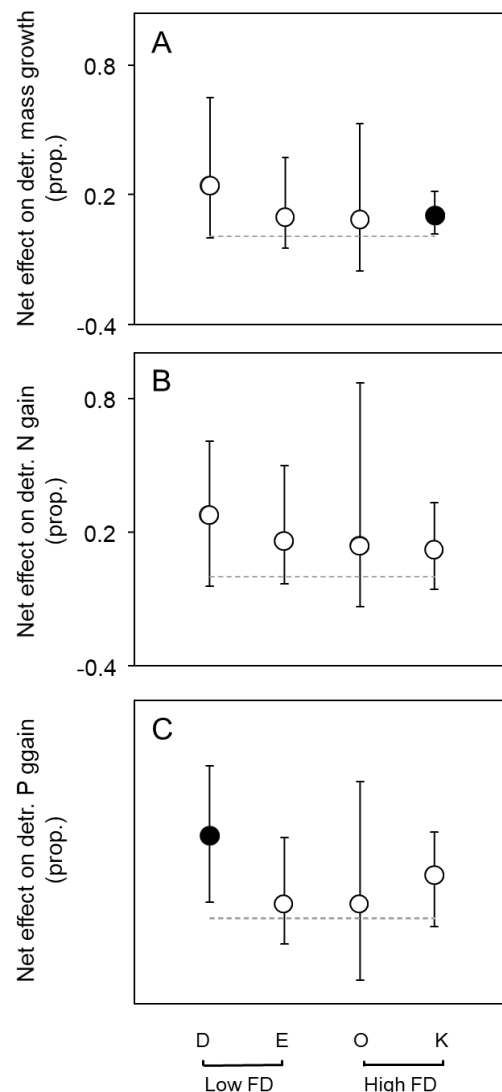 A
Net effect on detr. mass growth
(prop.)
0.8
0.2
-0.4
B
Net effect on detr. N gain
(prop.)
0.8
0.2
-0.4
C
Net effect on detr. P ggain
(prop.)
D E O K
Low FD High FD